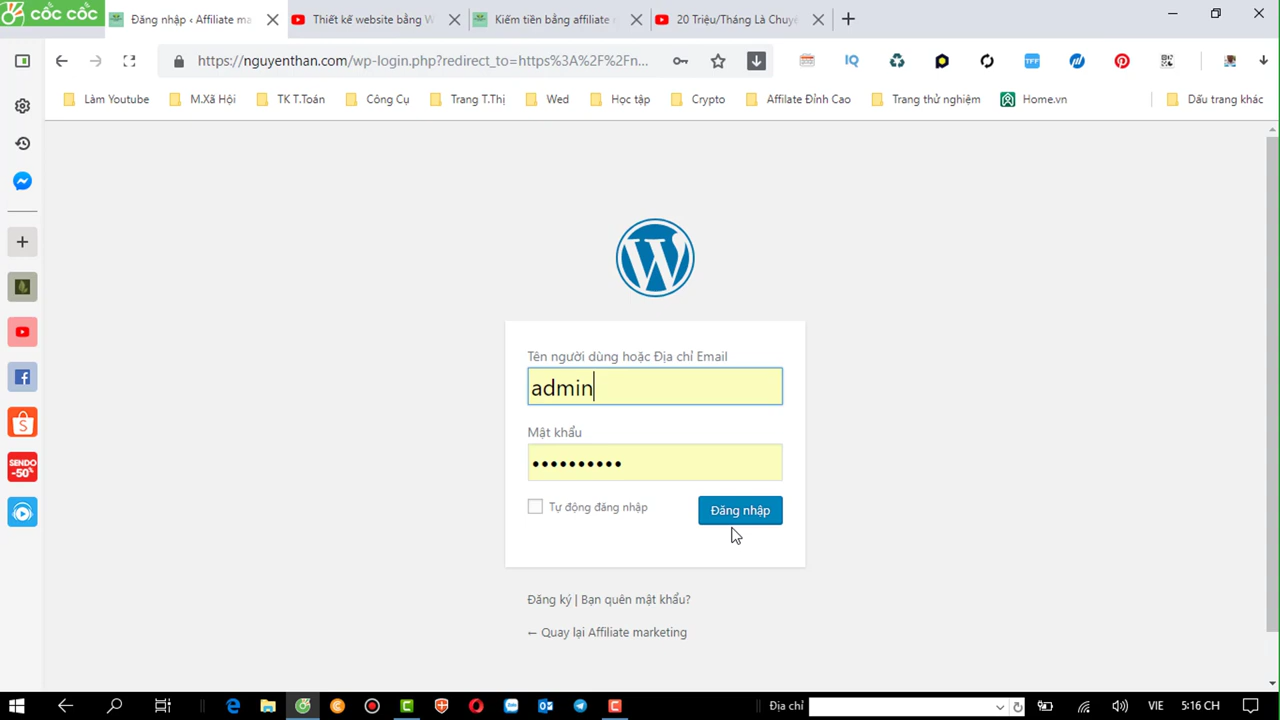 cốc cốc
Đăng nhập ‹ Affiliate ma
Thiết kế website bằng W
Kiếm tiền bằng affiliate
20 Triệu/Tháng Là Chuyệ
https://nguyenthan.com/wp-login.php?redirect_to=https%3A%2F%2Fn...
IQ
TFF
Làm Youtube
M.Xã Hội
TK T.Toán
Công Cụ
Trang T.Thị
Wed
Học tập
Crypto
Affilate Đỉnh Cao
Trang thử nghiệm
Home.vn
Dấu trang khác
Tên người dùng hoặc Địa chỉ Email
admin
Mật khẩu
••••••••••
Tự động đăng nhập
Đăng nhập
SENDO
-50%
Đăng ký | Bạn quên mật khẩu?
← Quay lại Affiliate marketing
Địa chỉ
VIE
5:16 CH